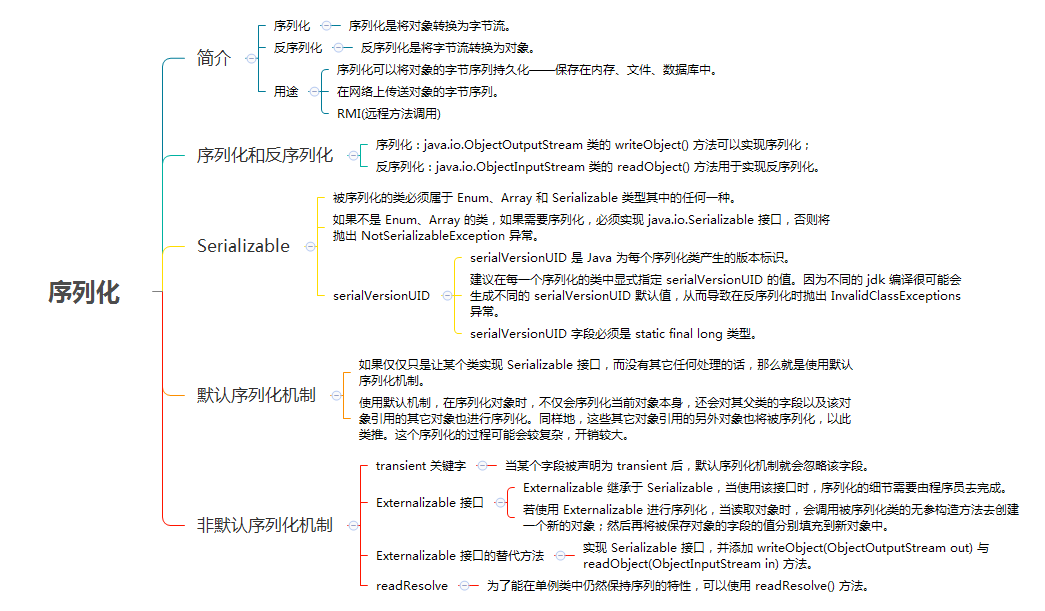 序列化
简介
序列化
序列化是将对象转换为字节流。
反序列化
反序列化是将字节流转换为对象。
用途
序列化可以将对象的字节序列持久化——保存在内存、文件、数据库中。
在网络上传送对象的字节序列。
RMI(远程方法调用)
序列化和反序列化
序列化：java.io.ObjectOutputStream 类的 writeObject() 方法可以实现序列化；
反序列化：java.io.ObjectInputStream 类的 readObject() 方法用于实现反序列化。
Serializable
被序列化的类必须属于 Enum、Array 和 Serializable 类型其中的任何一种。
如果不是 Enum、Array 的类，如果需要序列化，必须实现 java.io.Serializable 接口，否则将
抛出 NotSerializableException 异常。
serialVersionUID
serialVersionUID 是 Java 为每个序列化类产生的版本标识。
建议在每一个序列化的类中显式指定 serialVersionUID 的值。因为不同的 jdk 编译很可能会
生成不同的 serialVersionUID 默认值，从而导致在反序列化时抛出 InvalidClassExceptions
异常。
serialVersionUID 字段必须是 static final long 类型。
默认序列化机制
如果仅仅只是让某个类实现 Serializable 接口，而没有其它任何处理的话，那么就是使用默认
序列化机制。
使用默认机制，在序列化对象时，不仅会序列化当前对象本身，还会对其父类的字段以及该对
象引用的其它对象也进行序列化。同样地，这些其它对象引用的另外对象也将被序列化，以此
类推。这个序列化的过程可能会较复杂，开销较大。
非默认序列化机制
transient 关键字
当某个字段被声明为 transient 后，默认序列化机制就会忽略该字段。
Externalizable 接口
Externalizable 继承于 Serializable，当使用该接口时，序列化的细节需要由程序员去完成。
若使用 Externalizable 进行序列化，当读取对象时，会调用被序列化类的无参构造方法去创建
一个新的对象；然后再将被保存对象的字段的值分别填充到新对象中。
Externalizable 接口的替代方法
实现 Serializable 接口，并添加 writeObject(ObjectOutputStream out) 与
readObject(ObjectInputStream in) 方法。
readResolve
为了能在单例类中仍然保持序列的特性，可以使用 readResolve() 方法。